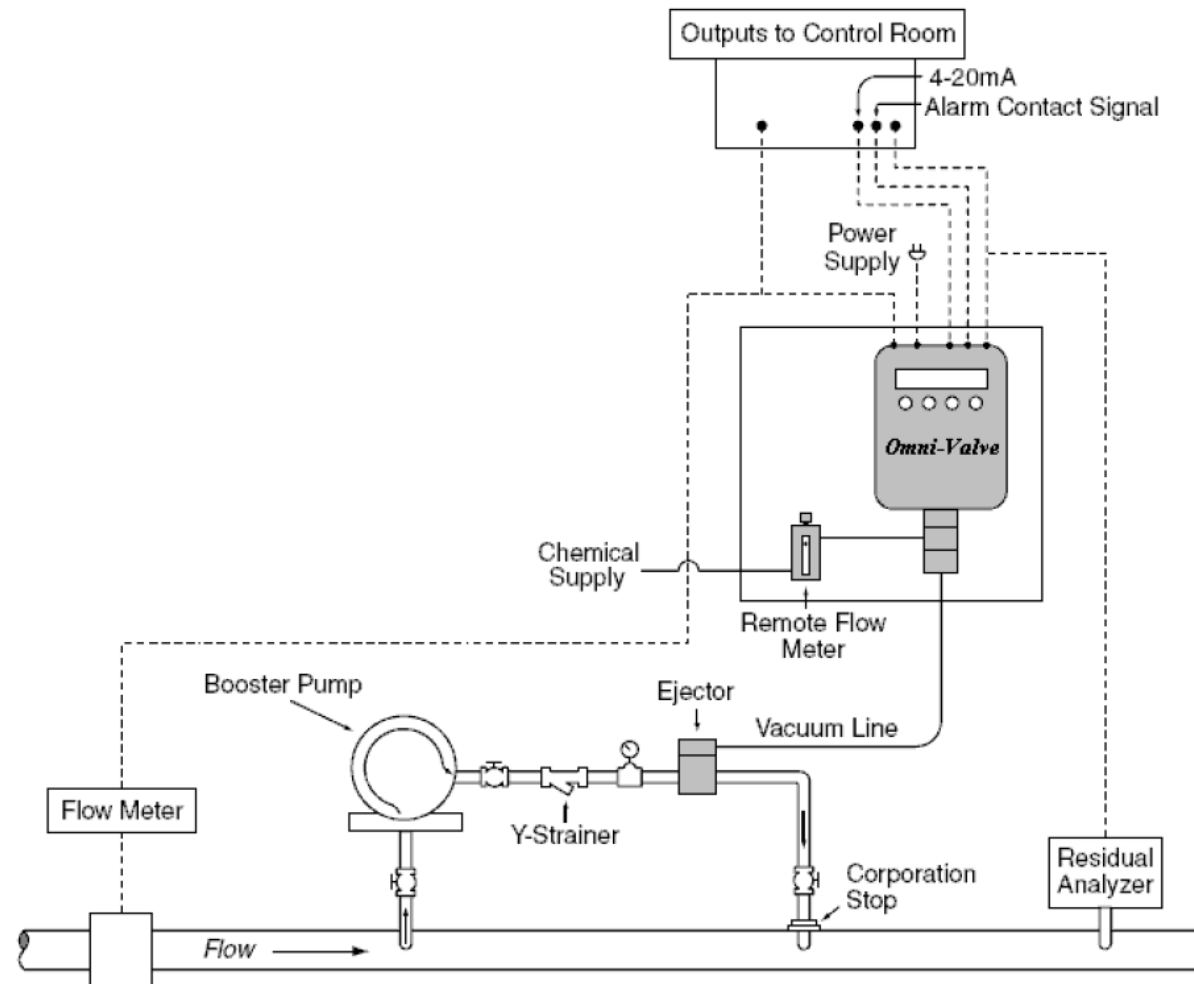 Outputs to Control Room
4-20mA
Alarm Contact Signal
Power
Supply
Omni-Valve
Chemical
Supply
Remote Flow
Meter
Booster Pump
Ejector
Vacuum Line
Flow Meter
Y-Strainer
Corporation
Stop
Residual
Analyzer
Flow